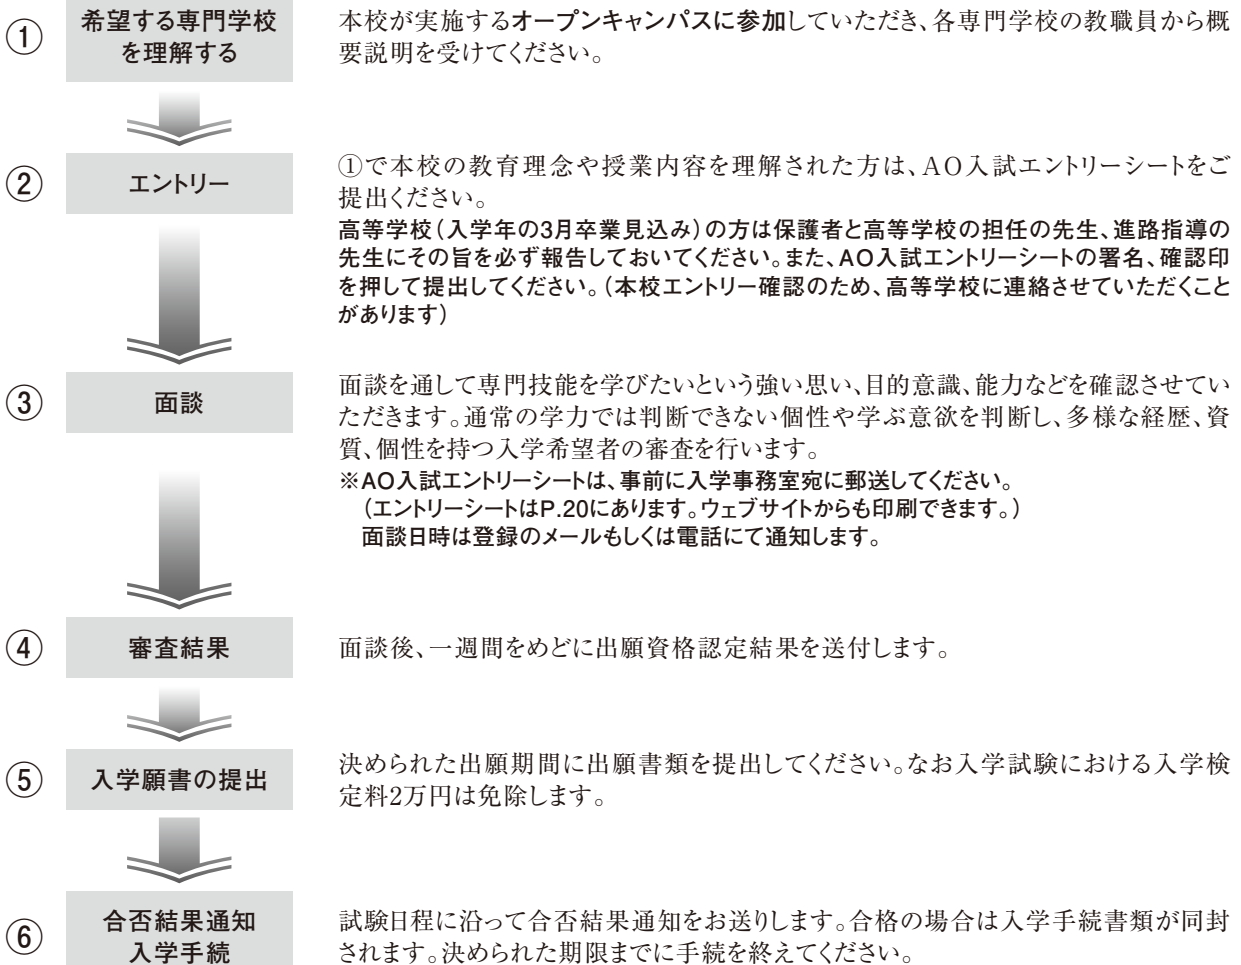 ①
希望する専門学校
を理解する
本校が実施するオープンキャンパスに参加していただき、各専門学校の教職員から概
要説明を受けてください。
②
エントリー
①で本校の教育理念や授業内容を理解された方は、AO入試エントリーシートをご
提出ください。
高等学校（入学年の3月卒業見込み）の方は保護者と高等学校の担任の先生、進路指導の
先生にその旨を必ず報告しておいてください。また、AO入試エントリーシートの署名、確認印
を押して提出してください。（本校エントリー確認のため、高等学校に連絡させていただくこと
があります）
③
面談
面談を通して専門技能を学びたいという強い思い、目的意識、能力などを確認させてい
ただきます。通常の学力では判断できない個性や学ぶ意欲を判断し、多様な経歴、資
質、個性を持つ入学希望者の審査を行います。
※AO入試エントリーシートは、事前に入学事務室宛に郵送してください。
（エントリーシートはP.20にあります。ウェブサイトからも印刷できます。）
面談日時は登録のメールもしくは電話にて通知します。
④
審査結果
面談後、一週間をめどに出願資格認定結果を送付します。
⑤
入学願書の提出
決められた出願期間に出願書類を提出してください。なお入学試験における入学検
定料2万円は免除します。
⑥
合否結果通知
入学手続
試験日程に沿って合否結果通知をお送りします。合格の場合は入学手続書類が同封
されます。決められた期限までに手続を終えてください。